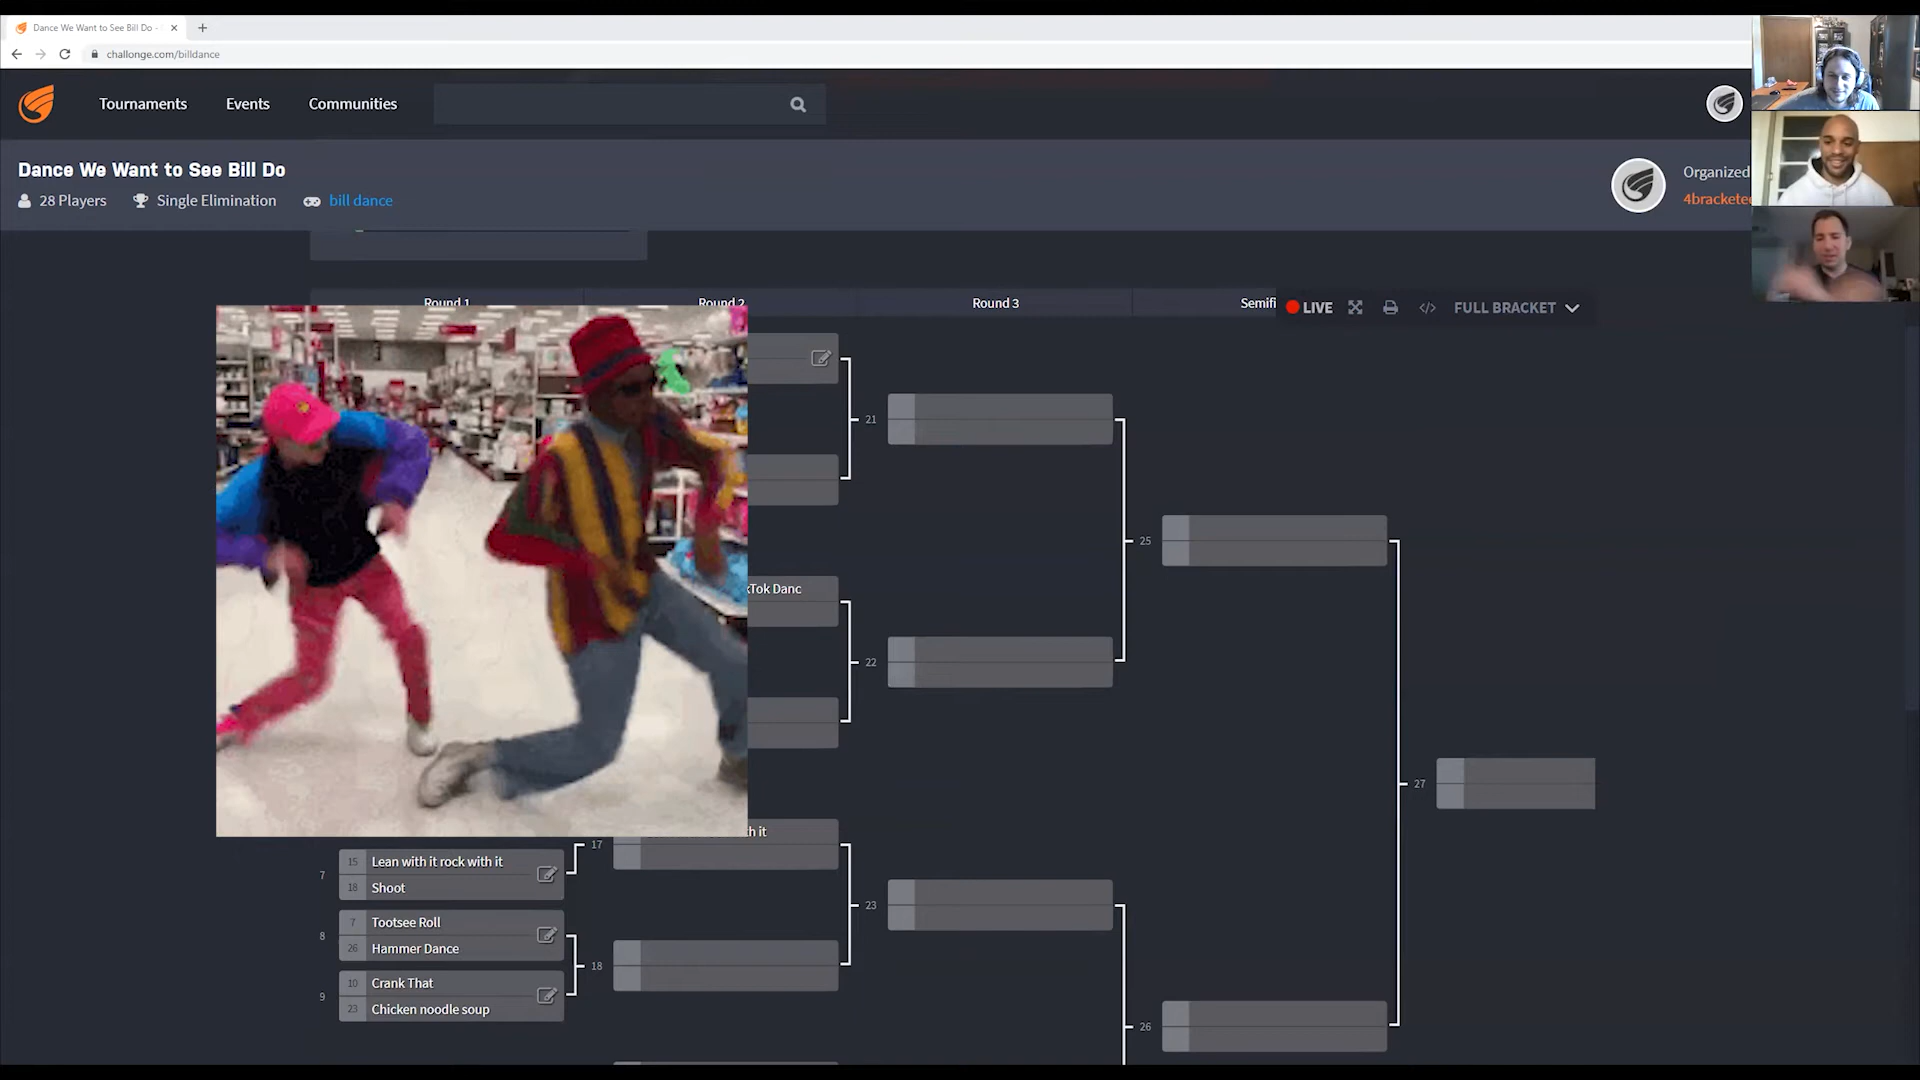 Dance We Want to See Bill Do -
challonge.com/billdance
Tournaments Events Communities
Dance We Want to See Bill Do
28 Players Single Elimination bill dance
Organized
4brackete
Round 1 Round 2 Round 3 Semifi
LIVE </> FULL BRACKET
21
25
TikTok Danc
22
27
h it
17
15 Lean with it rock with it
7
18 Shoot
23
7 Tootsee Roll
8
26 Hammer Dance
18
10 Crank That
9
23 Chicken noodle soup
26